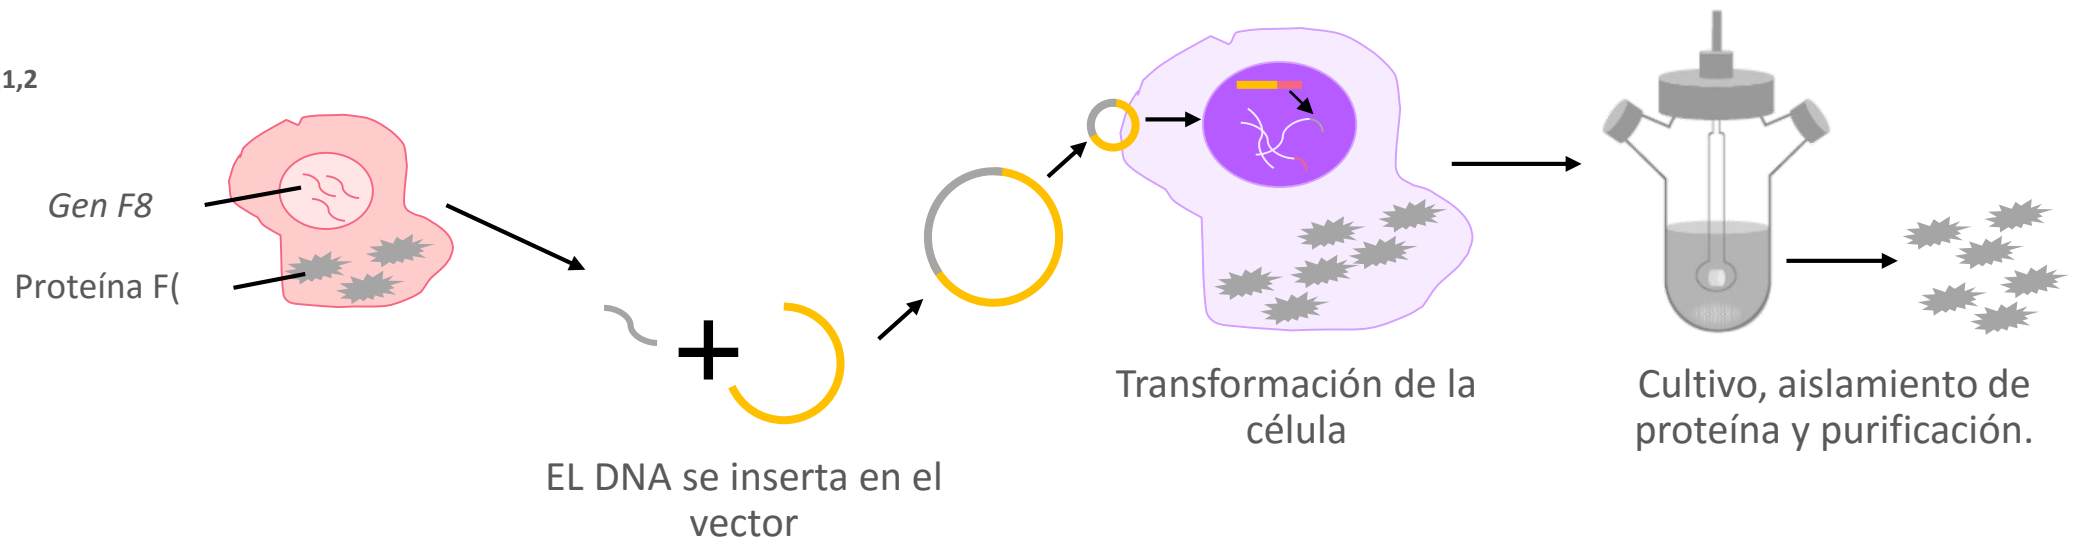 1,2
Gen F8
Proteína F(
EL DNA se inserta en el
vector
Transformación de la
célula
Cultivo, aislamiento de
proteína y purificación.